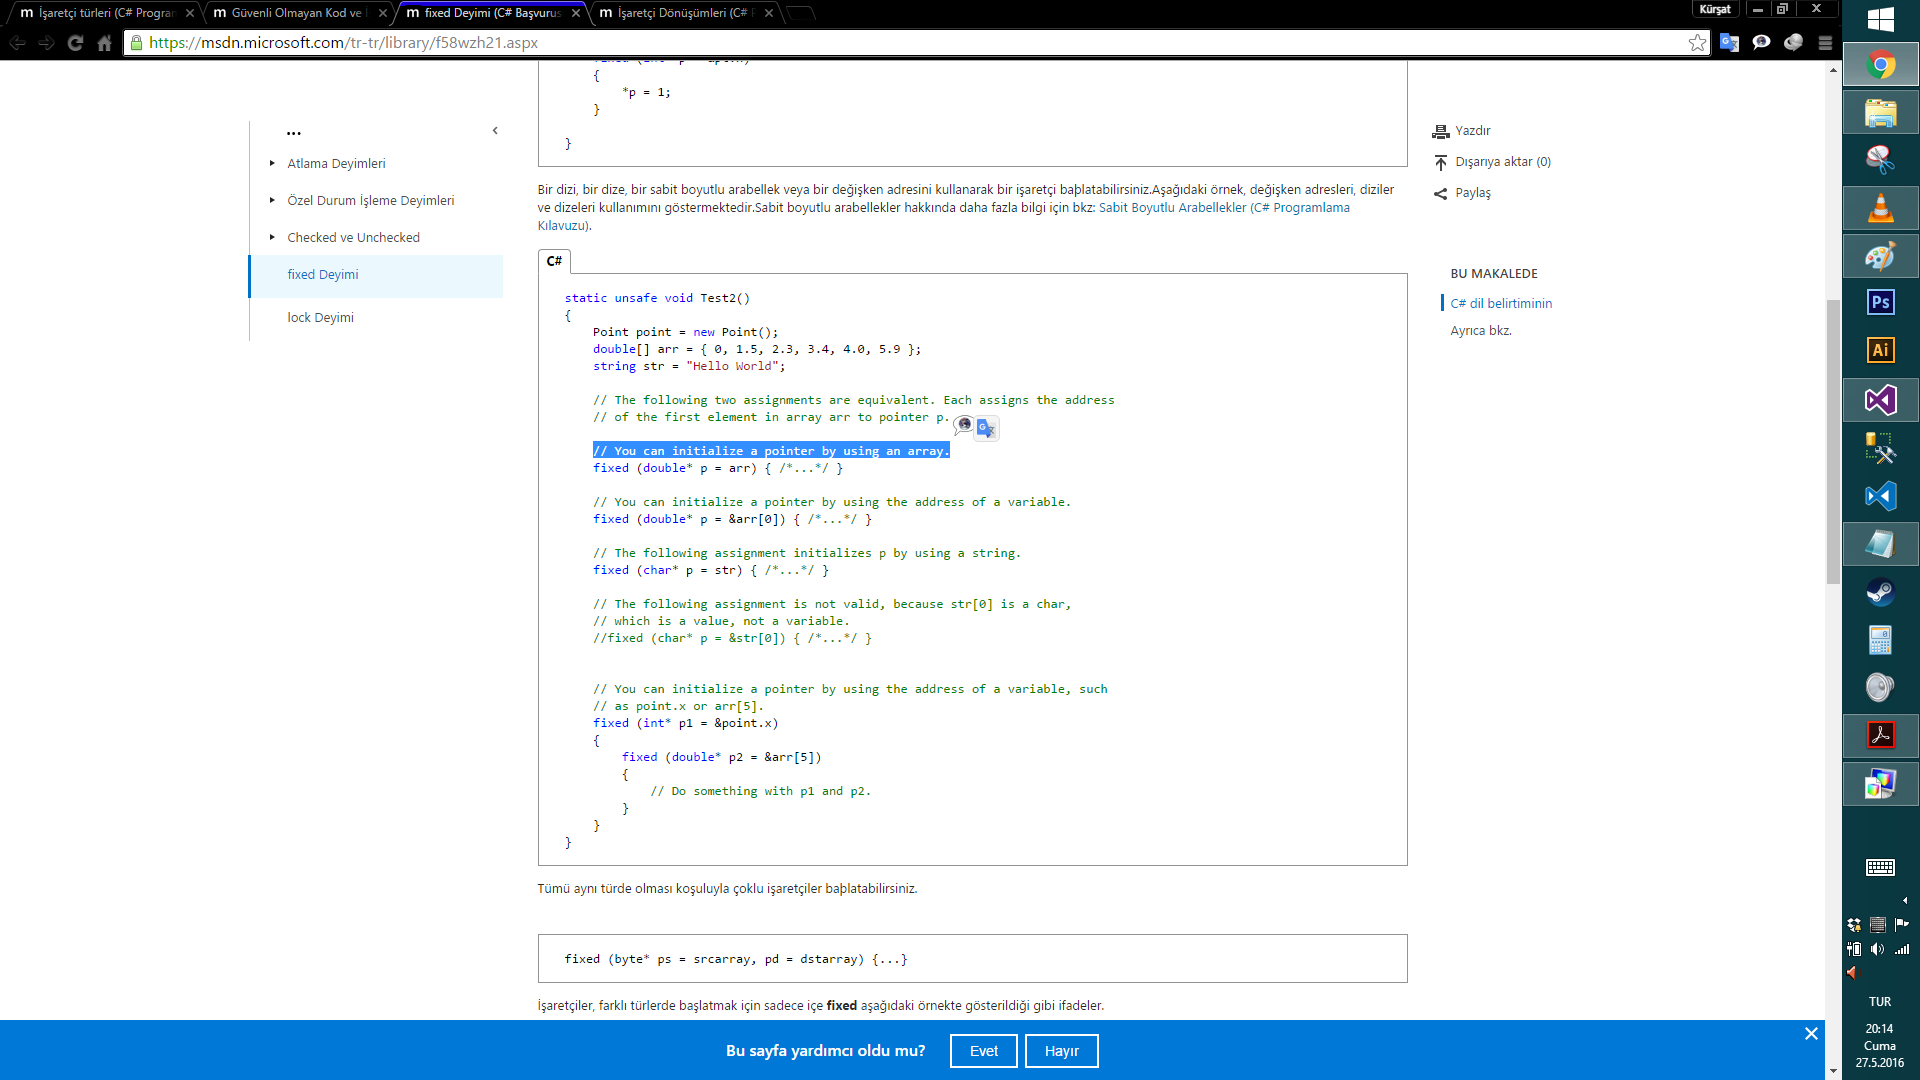 İşaretçi türleri (C# Program
Güvenli Olmayan Kod ve İ
fixed Deyimi (C# Başvurus
İşaretçi Dönüşümleri (C# P
Kürşat
https://msdn.microsoft.com/tr-tr/library/f58wzh21.aspx
{
*p = 1;
}
}
...
Atlama Deyimleri
Özel Durum İşleme Deyimleri
Checked ve Unchecked
fixed Deyimi
lock Deyimi
Yazdır
Dışarıya aktar (0)
Paylaş
Bir dizi, bir dize, bir sabit boyutlu arabellek veya bir değişken adresini kullanarak bir işaretçi baþlatabilirsiniz.Aşağıdaki örnek, değişken adresleri, diziler
ve dizeleri kullanımını göstermektedir.Sabit boyutlu arabellekler hakkında daha fazla bilgi için bkz: Sabit Boyutlu Arabellekler (C# Programlama
Kılavuzu).
BU MAKALEDE
C# dil belirtiminin
Ayrıca bkz.
C#
static unsafe void Test2()
{
Point point = new Point();
double[] arr = { 0, 1.5, 2.3, 3.4, 4.0, 5.9 };
string str = "Hello World";
// The following two assignments are equivalent. Each assigns the address
// of the first element in array arr to pointer p.
// You can initialize a pointer by using an array.
fixed (double* p = arr) { /*...*/ }
// You can initialize a pointer by using the address of a variable.
fixed (double* p = &arr[0]) { /*...*/ }
// The following assignment initializes p by using a string.
fixed (char* p = str) { /*...*/ }
// The following assignment is not valid, because str[0] is a char,
// which is a value, not a variable.
//fixed (char* p = &str[0]) { /*...*/ }
// You can initialize a pointer by using the address of a variable, such
// as point.x or arr[5].
fixed (int* p1 = &point.x)
{
fixed (double* p2 = &arr[5])
{
// Do something with p1 and p2.
}
}
}
Tümü aynı türde olması koşuluyla çoklu işaretçiler baþlatabilirsiniz.
fixed (byte* ps = srcarray, pd = dstarray) {...}
İşaretçiler, farklı türlerde başlatmak için sadece içe fixed aşağıdaki örnekte gösterildiği gibi ifadeler.
Bu sayfa yardımcı oldu mu?
Evet
Hayır
Ps
Ai
TUR
20:14
Cuma
27.5.2016